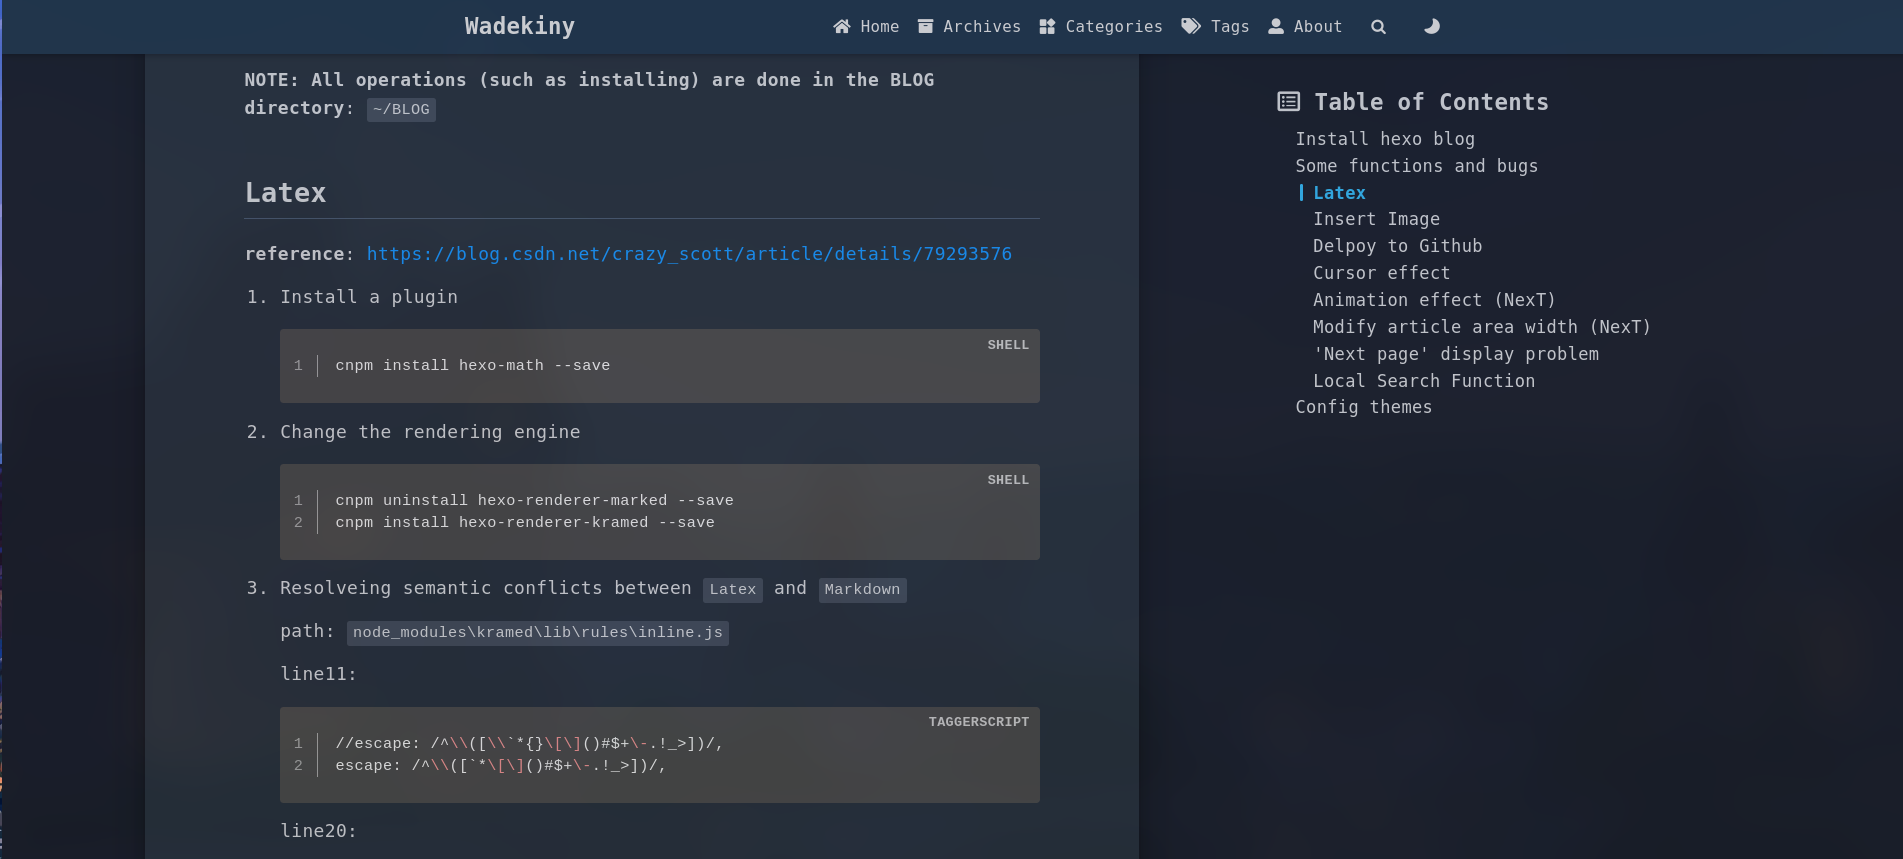 Wadekiny
Home Archives Categories Tags About
NOTE: All operations (such as installing) are done in the BLOG
directory: ~/BLOG
Latex
reference: https://blog.csdn.net/crazy_scott/article/details/79293576
1. Install a plugin
SHELL
1 cnpm install hexo-math --save
2. Change the rendering engine
SHELL
1 cnpm uninstall hexo-renderer-marked --save
2 cnpm install hexo-renderer-kramed --save
3. Resolveing semantic conflicts between Latex and Markdown
path: node_modules\kramed\lib\rules\inline.js
line11:
TAGGERSCRIPT
1 //escape: /^\\([\\`*{}\[\]()#$+\-.!_>])/,
2 escape: /^\\([`*\[\]()#$+\-.!_>])/,
line20:
Table of Contents
Install hexo blog
Some functions and bugs
Latex
Insert Image
Delpoy to Github
Cursor effect
Animation effect (NexT)
Modify article area width (NexT)
'Next page' display problem
Local Search Function
Config themes